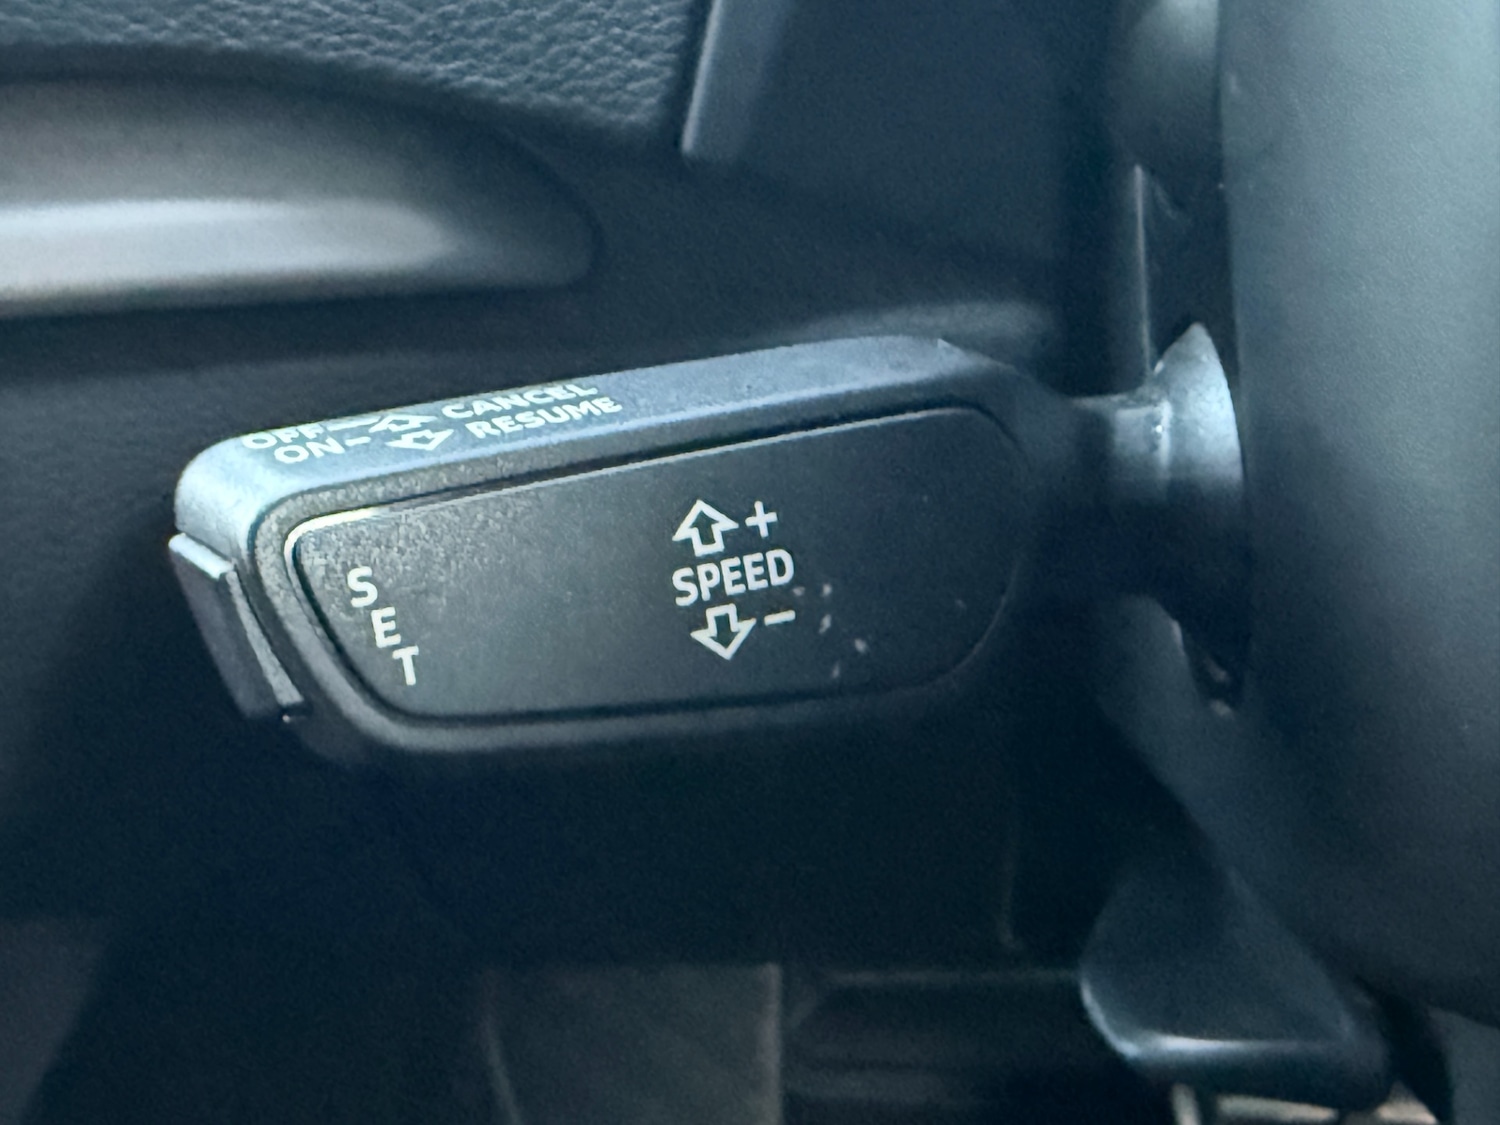 OFF CANCEL
ON- RESUME
+
SPEED
-
SET